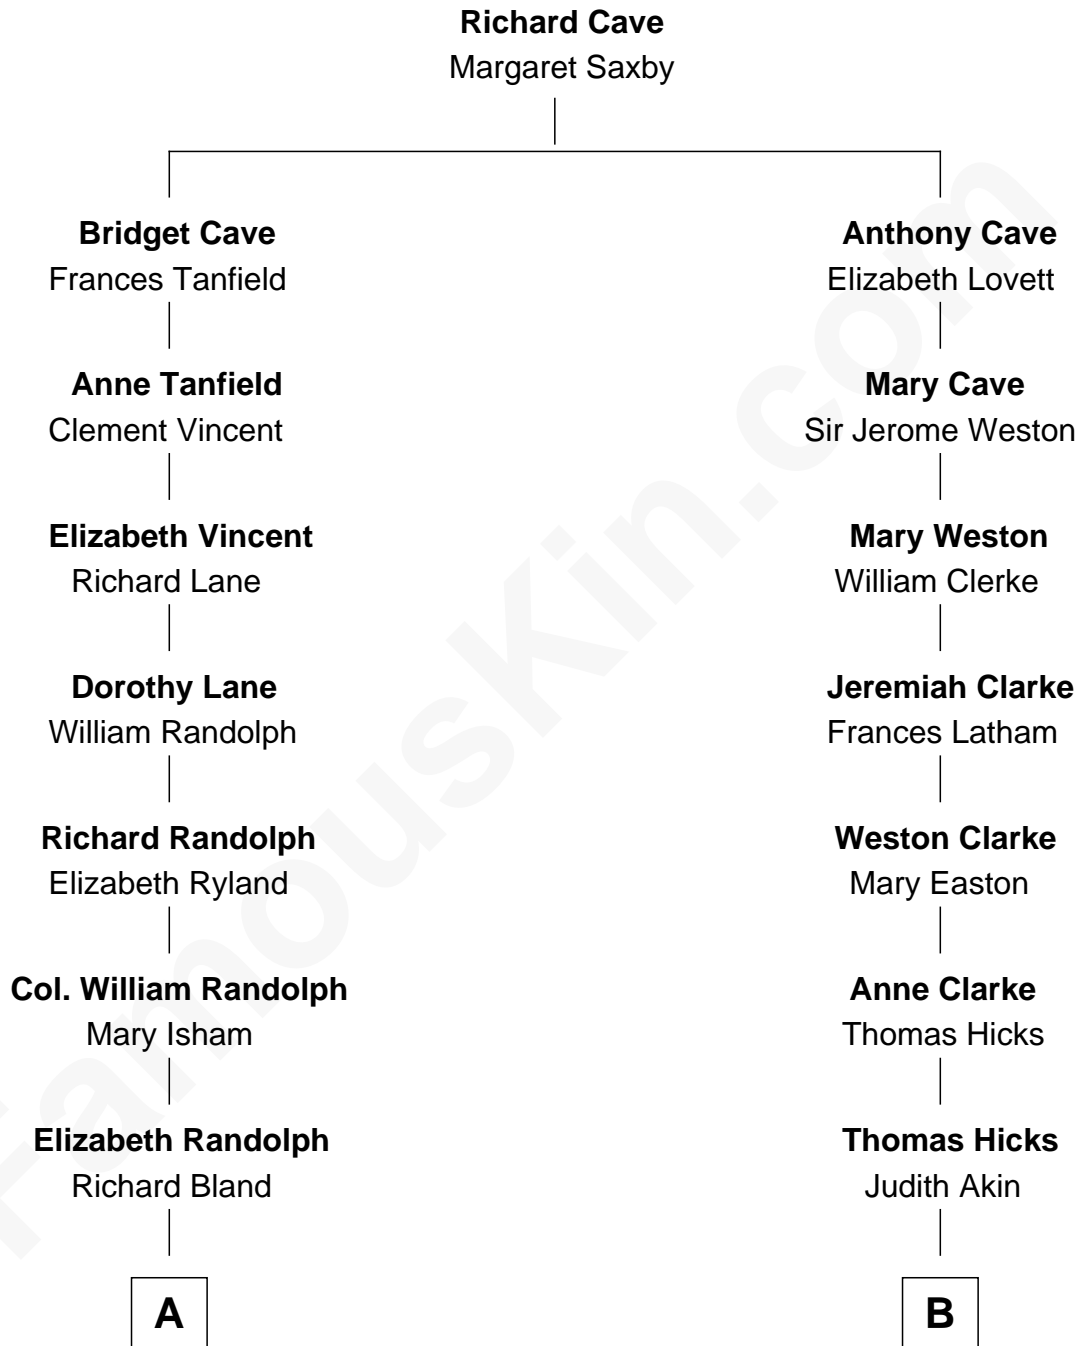 Richard Cave
Margaret Saxby
Bridget Cave
Frances Tanfield
Anthony Cave
Elizabeth Lovett
Anne Tanfield
Clement Vincent
Mary Cave
Sir Jerome Weston
Elizabeth Vincent
Richard Lane
Mary Weston
William Clerke
Dorothy Lane
William Randolph
Jeremiah Clarke
Frances Latham
Richard Randolph
Elizabeth Ryland
Weston Clarke
Mary Easton
Col. William Randolph
Mary Isham
Anne Clarke
Thomas Hicks
Elizabeth Randolph
Richard Bland
Thomas Hicks
Judith Akin
A
B
FamousKin.com